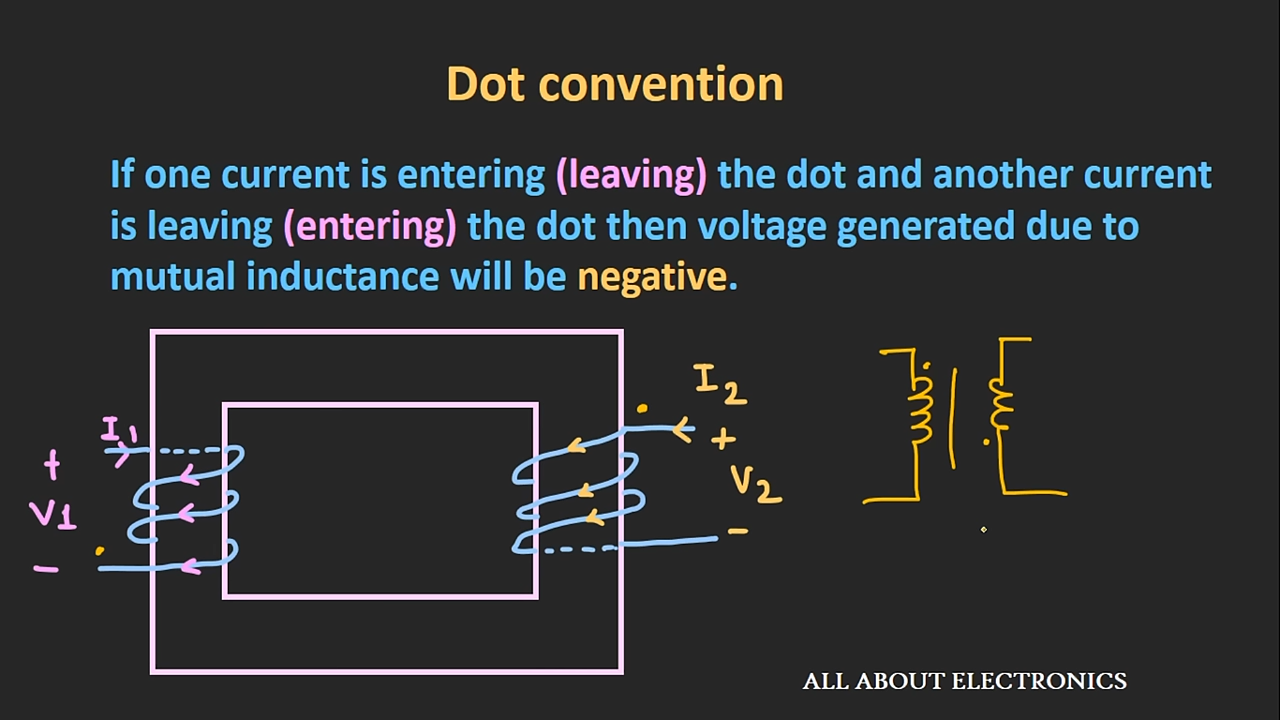 Dot convention
If one current is entering (leaving) the dot and another current
is leaving (entering) the dot then voltage generated due to
mutual inductance will be negative.
I1
+
V1
-
I2
+
V2
-
ALL ABOUT ELECTRONICS